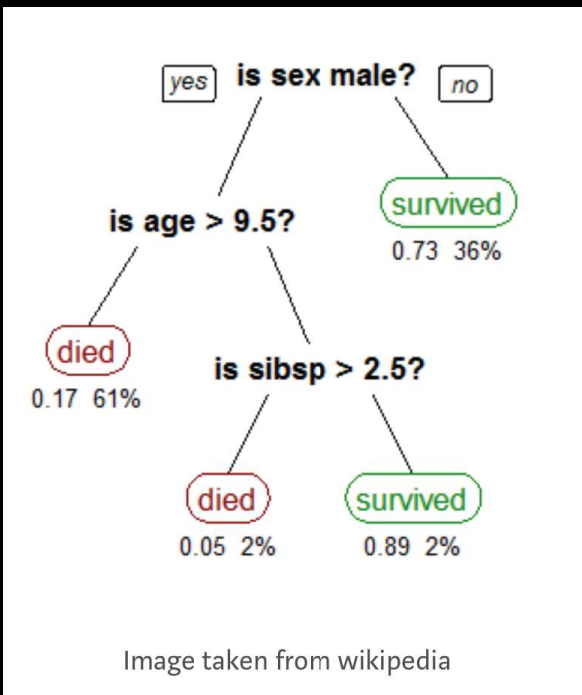 yes is sex male? no
survived
is age > 9.5?
0.73 36%
died
is sibsp > 2.5?
0.17 61%
died survived
0.05 2% 0.89 2%
Image taken from wikipedia